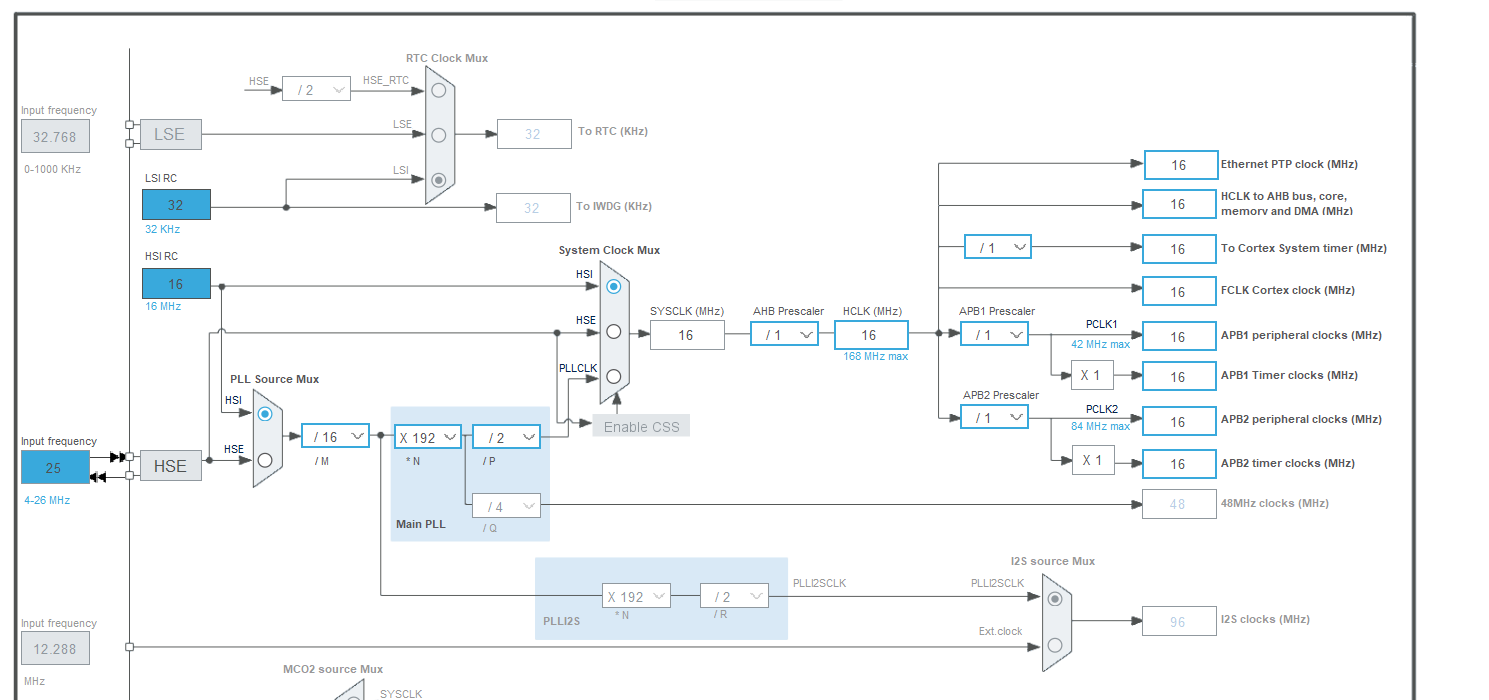 RTC Clock Mux
HSE
/ 2
HSE_RTC
Input frequency
32.768
0-1000 KHz
LSE
LSE
32
To RTC (KHz)
LSI
LSI RC
32
32 KHz
32
To IWDG (KHz)
HSI RC
16
16 MHz
System Clock Mux
HSI
HSE
PLLCLK
SYSCLK (MHz)
16
AHB Prescaler
/ 1
HCLK (MHz)
16
168 MHz max
Enable CSS
16
Ethernet PTP clock (MHz)
16
HCLK to AHB bus, core,
memory and DMA (MHz)
/ 1
16
To Cortex System timer (MHz)
16
FCLK Cortex clock (MHz)
APB1 Prescaler
/ 1
PCLK1
42 MHz max
16
APB1 peripheral clocks (MHz)
X 1
16
APB1 Timer clocks (MHz)
APB2 Prescaler
/ 1
PCLK2
84 MHz max
16
APB2 peripheral clocks (MHz)
X 1
16
APB2 timer clocks (MHz)
48
48MHz clocks (MHz)
PLL Source Mux
HSI
HSE
Input frequency
25
4-26 MHz
HSE
/ 16
/ M
X 192
* N
/ 2
/ P
/ 4
/ Q
Main PLL
X 192
* N
/ 2
/ R
PLLI2S
PLLI2SCLK
I2S source Mux
PLLI2SCLK
Ext.clock
96
I2S clocks (MHz)
Input frequency
12.288
MHz
MCO2 source Mux
SYSCLK